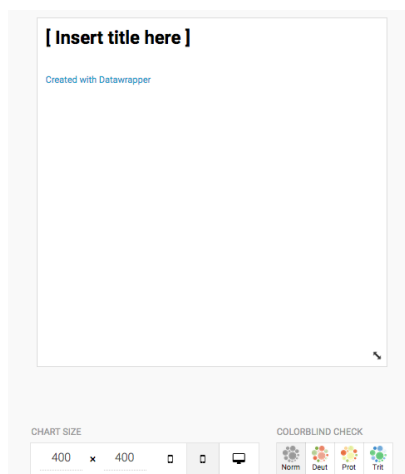 [ Insert title here ]
Created with Datawrapper
CHART SIZE
COLORBLIND CHECK
400 × 400
Norm Deut Prot Trit